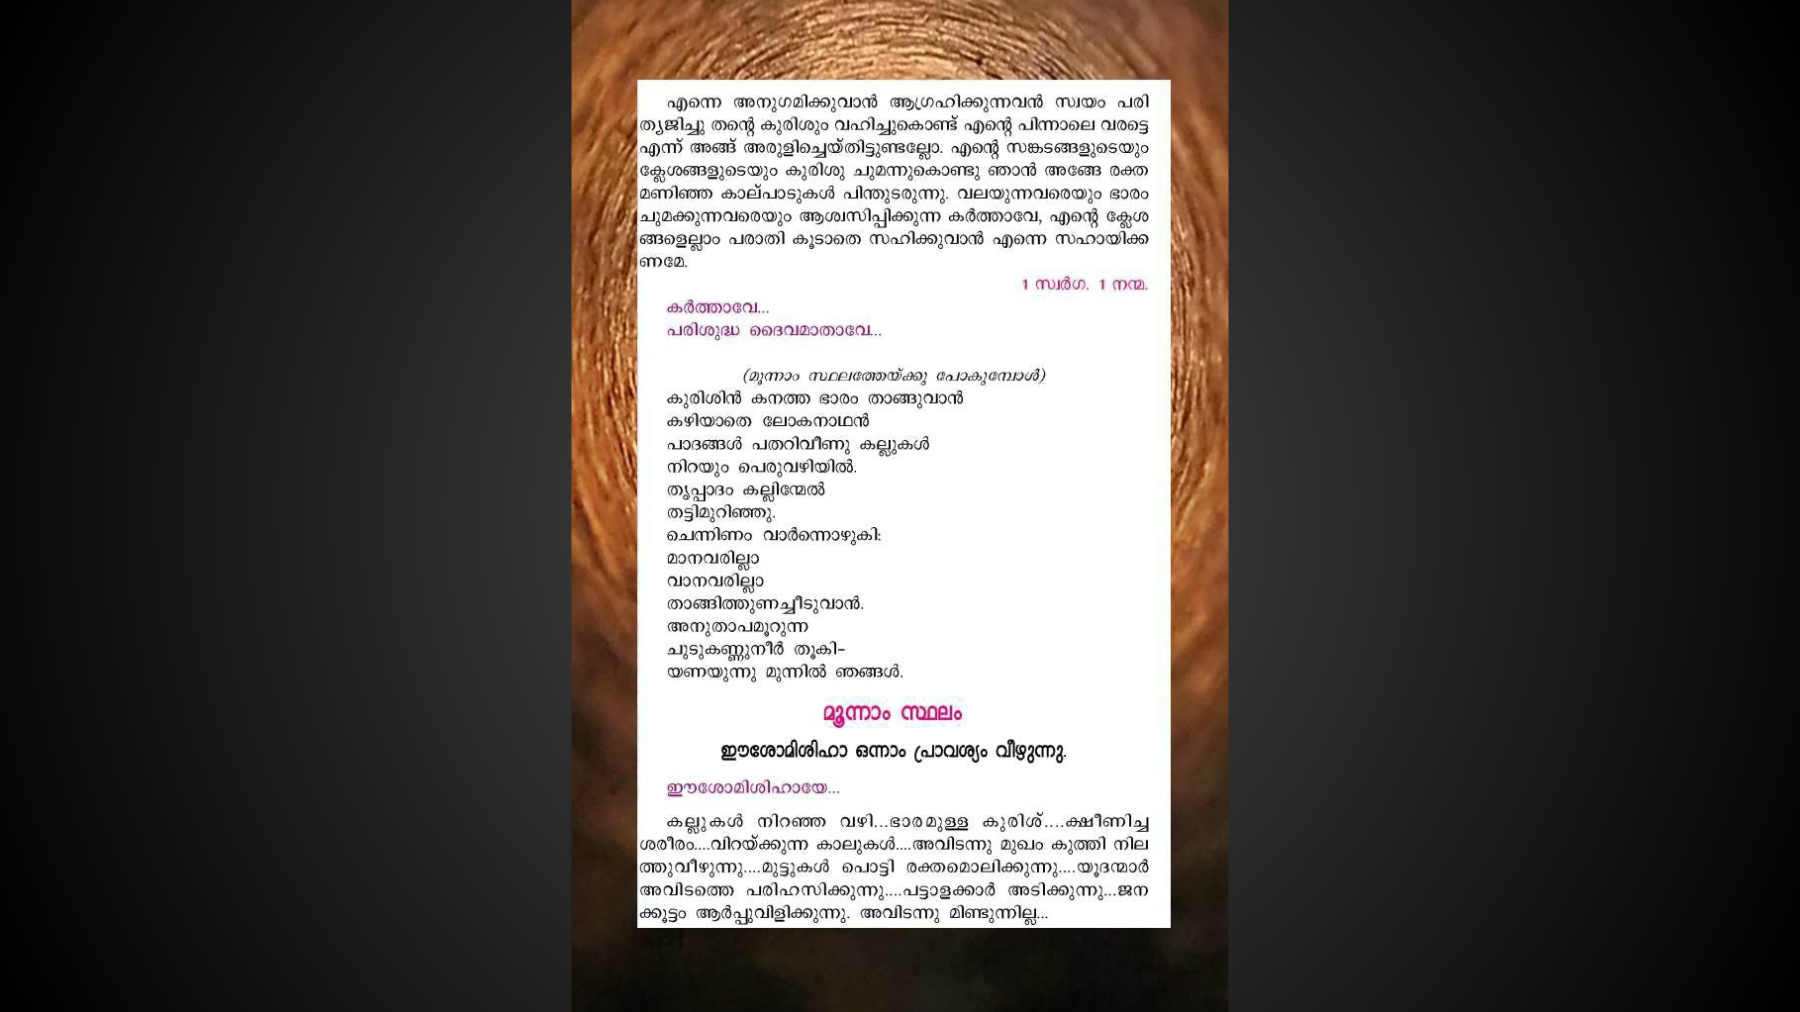 എന്നെ അനുഗമിക്കുവാൻ ആഗ്രഹിക്കുന്നവൻ സ്വയം പരി
ത്യജിച്ചു തന്റെ കുരിശും വഹിച്ചുകൊണ്ട് എന്റെ പിന്നാലെ വരട്ടെ
എന്ന് അങ്ങ് അരുളിച്ചെയ്തിട്ടുണ്ടല്ലോ. എന്റെ സങ്കടങ്ങളുടെയും
ക്ലേശങ്ങളുടെയും കുരിശു ചുമന്നുകൊണ്ടു ഞാൻ അങ്ങേ രക്ത
മണിഞ്ഞ കാല്പാടുകൾ പിന്തുടരുന്നു. വലയുന്നവരെയും ഭാരം
ചുമക്കുന്നവരെയും ആശ്വസിപ്പിക്കുന്ന കർത്താവേ, എന്റെ ക്ലേശ
ങ്ങളെല്ലാം പരാതി കൂടാതെ സഹിക്കുവാൻ എന്നെ സഹായിക്ക
ണമേ.
1 സ്വർഗ. 1 നന്മ.
കർത്താവേ...
പരിശുദ്ധ ദൈവമാതാവേ...
(മൂന്നാം സ്ഥലത്തേയ്ക്കു പോകുമ്പോൾ)
കുരിശിൻ കനത്ത ഭാരം താങ്ങുവാൻ
കഴിയാതെ ലോകനാഥൻ
പാദങ്ങൾ പതറിവീണു കല്ലുകൾ
നിറയും പെരുവഴിയിൽ.
തൃപ്പാദം കല്ലിന്മേൽ
തട്ടിമുറിഞ്ഞു.
ചെന്നിണം വാർന്നൊഴുകി:
മാനവരില്ലാ
വാനവരില്ലാ
താങ്ങിത്തുണച്ചീടുവാൻ.
അനുതാപമൂറുന്ന
ചുടുകണ്ണുനീർ തൂകി-
യണയുന്നു മുന്നിൽ ഞങ്ങൾ.
മൂന്നാം സ്ഥലം
ഈശോമിശിഹാ ഒന്നാം പ്രാവശ്യം വീഴുന്നു.
ഈശോമിശിഹായേ...
കല്ലുകൾ നിറഞ്ഞ വഴി...ഭാരമുള്ള കുരിശ്....ക്ഷീണിച്ച
ശരീരം....വിറയ്ക്കുന്ന കാലുകൾ....അവിടന്നു മുഖം കുത്തി നില
ത്തുവീഴുന്നു....മുട്ടുകൾ പൊട്ടി രക്തമൊലിക്കുന്നു....യൂദന്മാർ
അവിടത്തെ പരിഹസിക്കുന്നു....പട്ടാളക്കാർ അടിക്കുന്നു...ജന
ക്കൂട്ടം ആർപ്പുവിളിക്കുന്നു. അവിടന്നു മിണ്ടുന്നില്ല...